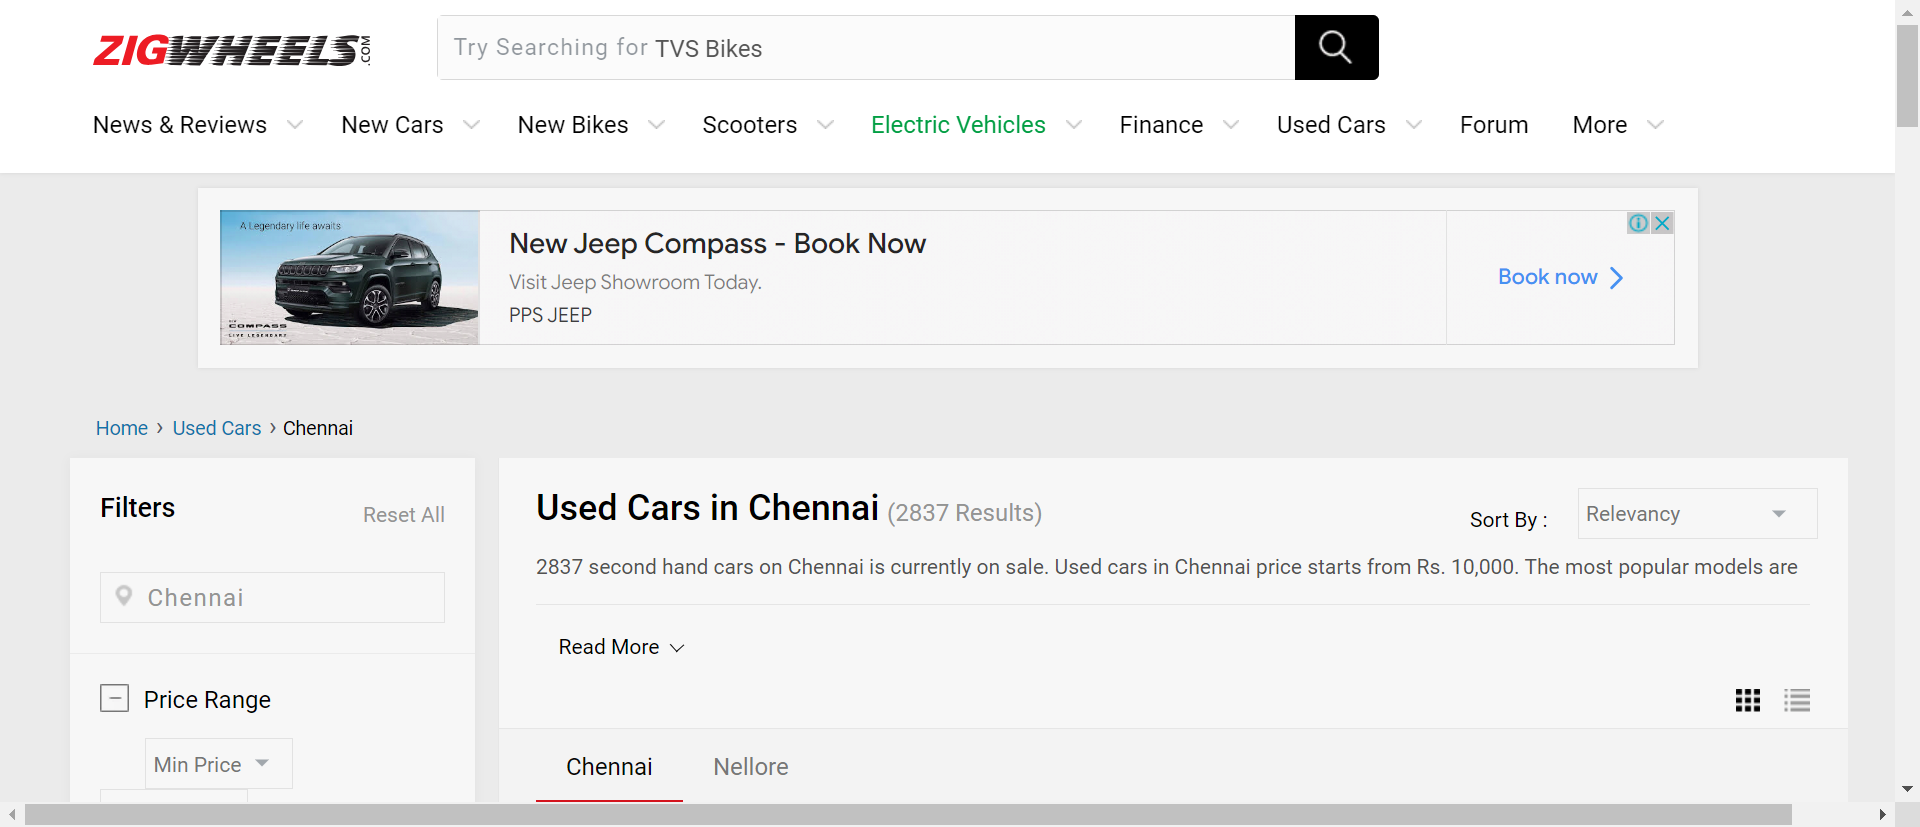 ZIGWHEELS.COM
Try Searching for TVS Bikes
News & Reviews New Cars New Bikes Scooters Electric Vehicles Finance Used Cars Forum More
A Legendary life awaits
NEW
COMPASS
LIVE LEGENDARY
New Jeep Compass - Book Now
Visit Jeep Showroom Today.
PPS JEEP
Book now
Home › Used Cars › Chennai
Filters
Reset All
Chennai
Price Range
Min Price
Used Cars in Chennai (2837 Results)
Sort By :
Relevancy
2837 second hand cars on Chennai is currently on sale. Used cars in Chennai price starts from Rs. 10,000. The most popular models are
Read More
Chennai Nellore